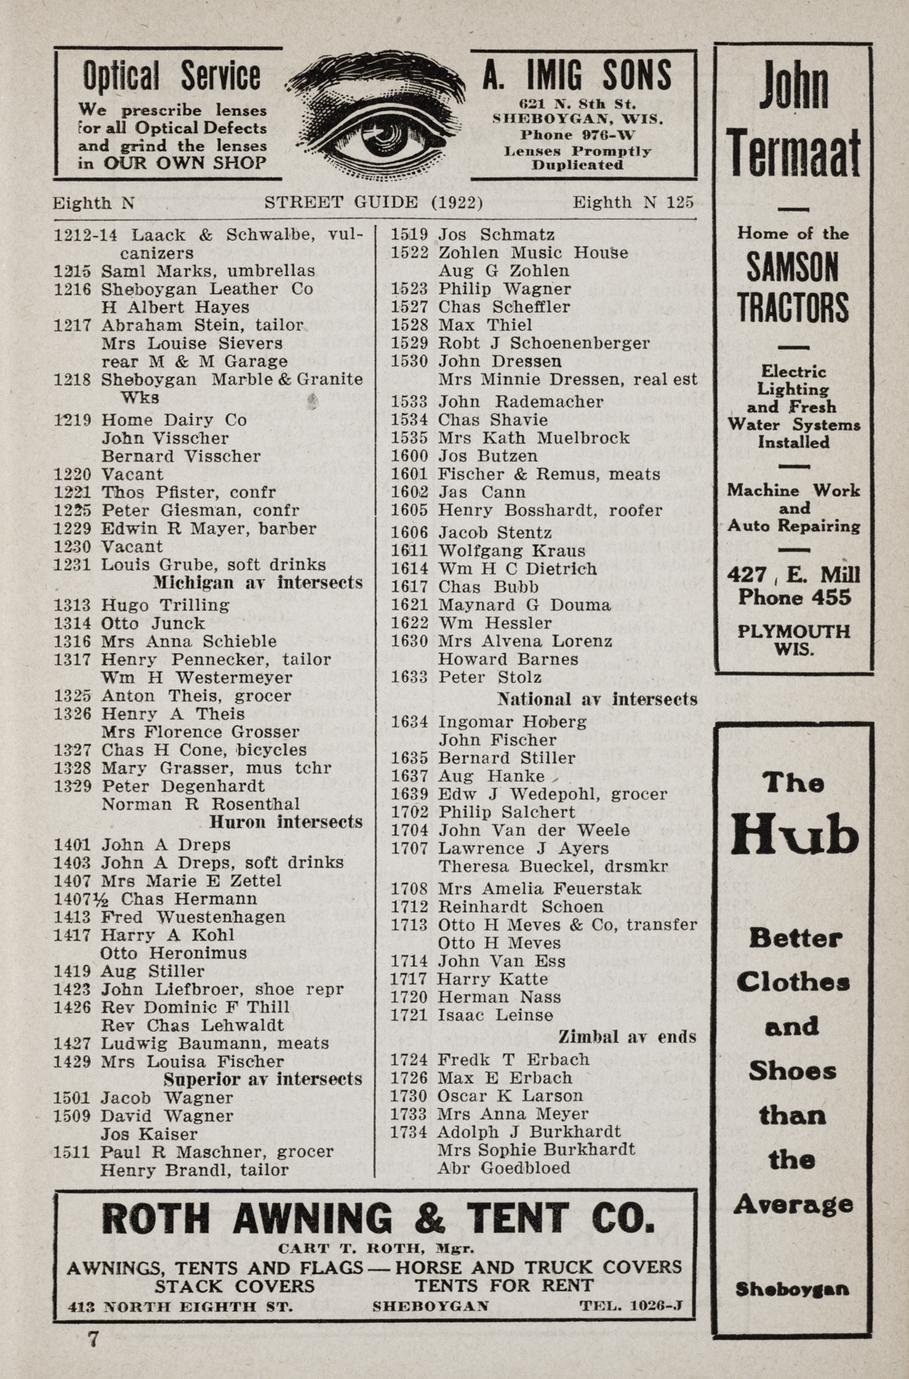 Optical Service
We prescribe lenses
for all Optical Defects
and grind the lenses
in OUR OWN SHOP
A. IMIG SONS
621 N. 8th St.
SHEBOYGAN, WIS.
Phone 976-W
Lenses Promptly
Duplicated
Eighth N STREET GUIDE (1922) Eighth N 125
1212-14 Laack & Schwalbe, vul-
canizers
1215 Saml Marks, umbrellas
1216 Sheboygan Leather Co
H Albert Hayes
1217 Abraham Stein, tailor
Mrs Louise Sievers
rear M & M Garage
1218 Sheboygan Marble & Granite
Wks
1219 Home Dairy Co
John Visscher
Bernard Visscher
1220 Vacant
1221 Thos Pfister, confr
1225 Peter Giesman, confr
1229 Edwin R Mayer, barber
1230 Vacant
1231 Louis Grube, soft drinks
Michigan av intersects
1313 Hugo Trilling
1314 Otto Junck
1316 Mrs Anna Schieble
1317 Henry Pennecker, tailor
Wm H Westermeyer
1325 Anton Theis, grocer
1326 Henry A Theis
Mrs Florence Grosser
1327 Chas H Cone, bicycles
1328 Mary Grasser, mus tchr
1329 Peter Degenhardt
Norman R Rosenthal
Huron intersects
1401 John A Dreps
1403 John A Dreps, soft drinks
1407 Mrs Marie E Zettel
1407½ Chas Hermann
1413 Fred Wuestenhagen
1417 Harry A Kohl
Otto Heronimus
1419 Aug Stiller
1423 John Liefbroer, shoe repr
1426 Rev Dominic F Thill
Rev Chas Lehwaldt
1427 Ludwig Baumann, meats
1429 Mrs Louisa Fischer
Superior av intersects
1501 Jacob Wagner
1509 David Wagner
Jos Kaiser
1511 Paul R Maschner, grocer
Henry Brandl, tailor
1519 Jos Schmatz
1522 Zohlen Music House
Aug G Zohlen
1523 Philip Wagner
1527 Chas Scheffler
1528 Max Thiel
1529 Robt J Schoenenberger
1530 John Dressen
Mrs Minnie Dressen, real est
1533 John Rademacher
1534 Chas Shavie
1535 Mrs Kath Muelbrock
1600 Jos Butzen
1601 Fischer & Remus, meats
1602 Jas Cann
1605 Henry Bosshardt, roofer
1606 Jacob Stentz
1611 Wolfgang Kraus
1614 Wm H C Dietrich
1617 Chas Bubb
1621 Maynard G Douma
1622 Wm Hessler
1630 Mrs Alvena Lorenz
Howard Barnes
1633 Peter Stolz
National av intersects
1634 Ingomar Hoberg
John Fischer
1635 Bernard Stiller
1637 Aug Hanke
1639 Edw J Wedepohl, grocer
1702 Philip Salchert
1704 John Van der Weele
1707 Lawrence J Ayers
Theresa Bueckel, drsmkr
1708 Mrs Amelia Feuerstak
1712 Reinhardt Schoen
1713 Otto H Meves & Co, transfer
Otto H Meves
1714 John Van Ess
1717 Harry Katte
1720 Herman Nass
1721 Isaac Leinse
Zimbal av ends
1724 Fredk T Erbach
1726 Max E Erbach
1730 Oscar K Larson
1733 Mrs Anna Meyer
1734 Adolph J Burkhardt
Mrs Sophie Burkhardt
Abr Goedbloed
John
Termaat
Home of the
SAMSON
TRACTORS
Electric
Lighting
and Fresh
Water Systems
Installed
Machine Work
and
Auto Repairing
427 E. Mill
Phone 455
PLYMOUTH
WIS.
The
Hub
Better
Clothes
and
Shoes
than
the
Average
Sheboygan
ROTH AWNING & TENT CO.
CART T. ROTH, Mgr.
AWNINGS, TENTS AND FLAGS — HORSE AND TRUCK COVERS
STACK COVERS TENTS FOR RENT
413 NORTH EIGHTH ST. SHEBOYGAN TEL. 1026-J
7